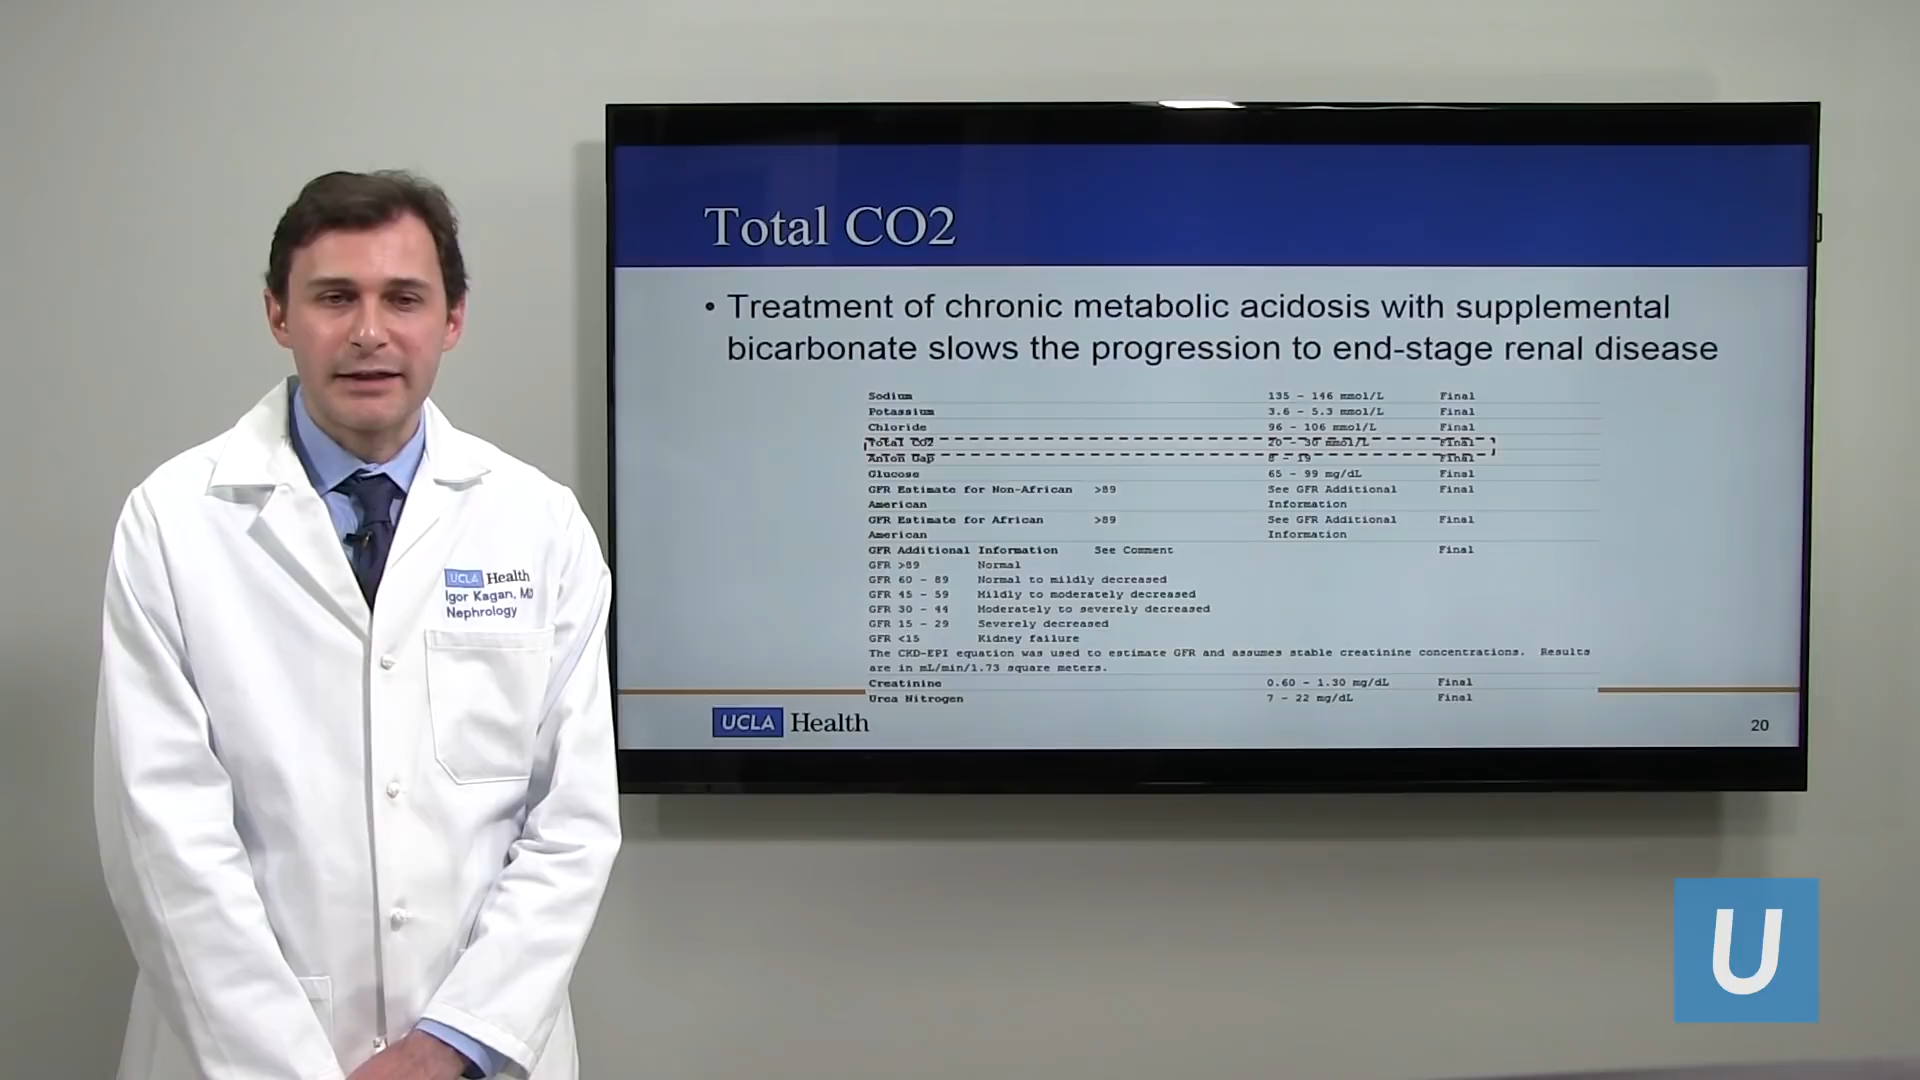 Total CO2
• Treatment of chronic metabolic acidosis with supplemental
bicarbonate slows the progression to end-stage renal disease
Sodium 135 - 146 mmol/L Final
Potassium 3.6 - 5.3 mmol/L Final
Chloride 96 - 106 mmol/L Final
Total CO2 20 - 30 mmol/L Final
Anion Gap 8 - 19 Final
Glucose 65 - 99 mg/dL Final
GFR Estimate for Non-African >89 See GFR Additional Final
American Information
GFR Estimate for African >89 See GFR Additional Final
American Information
GFR Additional Information See Comment Final
GFR >89 Normal
GFR 60 - 89 Normal to mildly decreased
GFR 45 - 59 Mildly to moderately decreased
GFR 30 - 44 Moderately to severely decreased
GFR 15 - 29 Severely decreased
GFR <15 Kidney failure
The CKD-EPI equation was used to estimate GFR and assumes stable creatinine concentrations. Results
are in mL/min/1.73 square meters.
Creatinine 0.60 - 1.30 mg/dL Final
Urea Nitrogen 7 - 22 mg/dL Final
UCLA Health
20
UCLA Health
Igor Kagan, MD
Nephrology
U